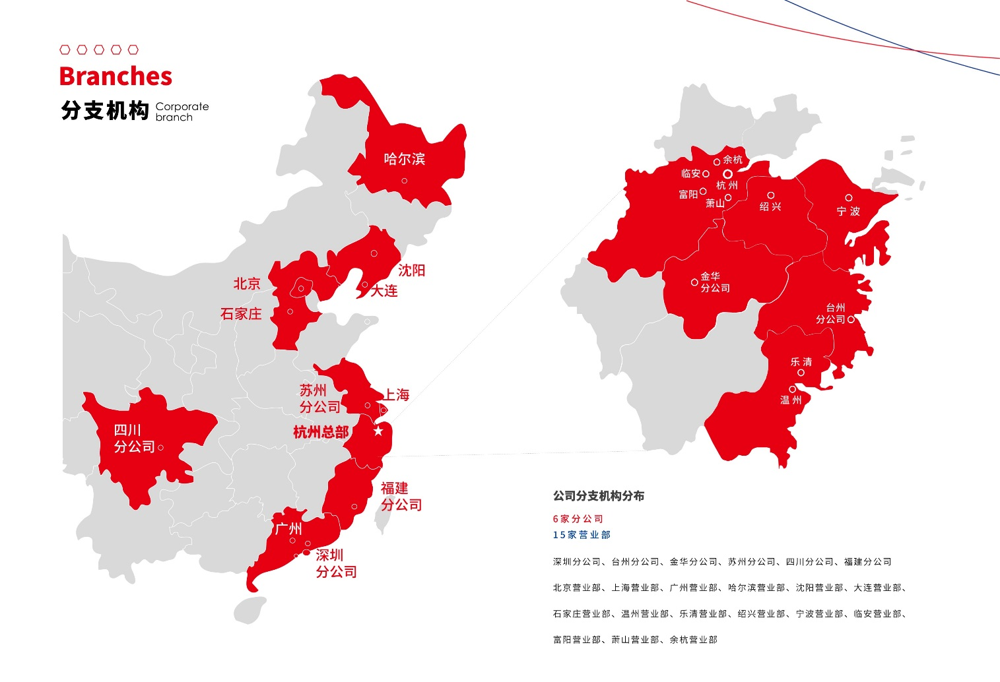 Branches
分支机构
Corporate
branch
哈尔滨
沈阳
大连
北京
石家庄
苏州
分公司
上海
杭州总部
四川
分公司
福建
分公司
广州
深圳
分公司
余杭
临安
杭州
富阳
萧山
绍兴
宁波
金华
分公司
台州
分公司
乐清
温州
公司分支机构分布
6家分公司
15家营业部
深圳分公司、台州分公司、金华分公司、苏州分公司、四川分公司、福建分公司
北京营业部、上海营业部、广州营业部、哈尔滨营业部、沈阳营业部、大连营业部、
石家庄营业部、温州营业部、乐清营业部、绍兴营业部、宁波营业部、临安营业部、
富阳营业部、萧山营业部、余杭营业部